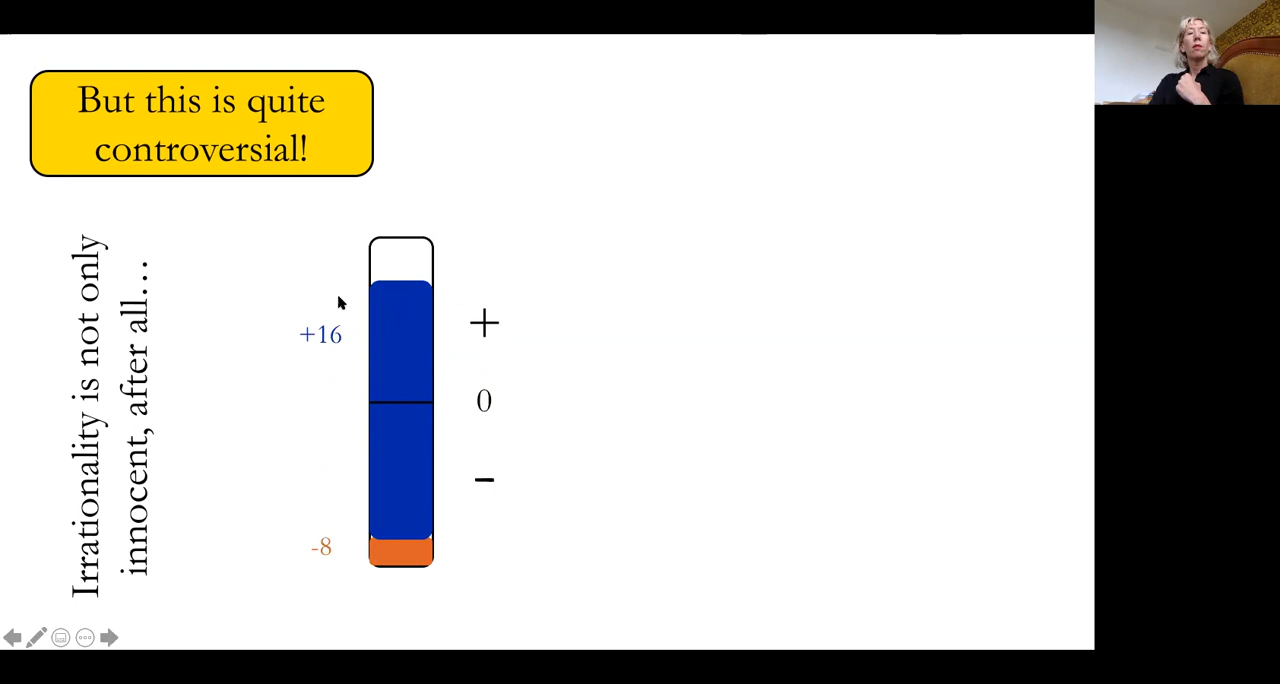 But this is quite
controversial!
Irrationality is not only
innocent, after all…
+16
+
0
-8
–